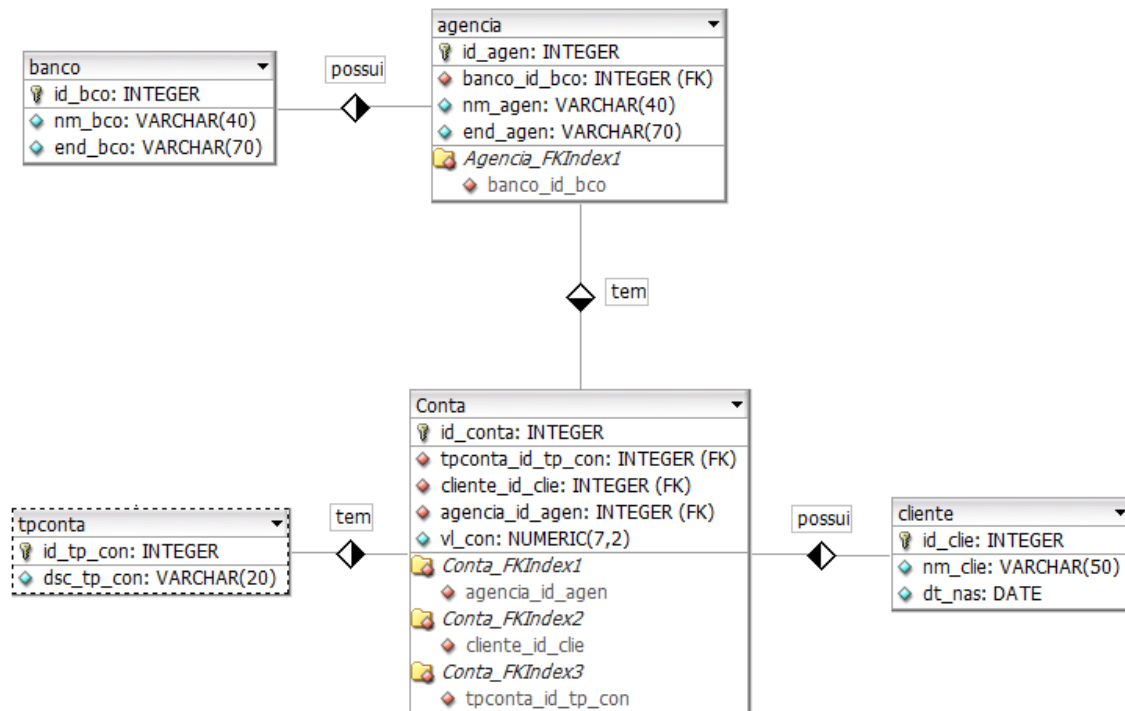 banco
id_bco: INTEGER
nm_bco: VARCHAR(40)
end_bco: VARCHAR(70)
possui
agencia
id_agen: INTEGER
banco_id_bco: INTEGER (FK)
nm_agen: VARCHAR(40)
end_agen: VARCHAR(70)
Agencia_FKIndex1
banco_id_bco
tem
tpconta
id_tp_con: INTEGER
dsc_tp_con: VARCHAR(20)
tem
Conta
id_conta: INTEGER
tpconta_id_tp_con: INTEGER (FK)
cliente_id_clie: INTEGER (FK)
agencia_id_agen: INTEGER (FK)
vl_con: NUMERIC(7,2)
Conta_FKIndex1
agencia_id_agen
Conta_FKIndex2
cliente_id_clie
Conta_FKIndex3
tpconta_id_tp_con
possui
cliente
id_clie: INTEGER
nm_clie: VARCHAR(50)
dt_nas: DATE